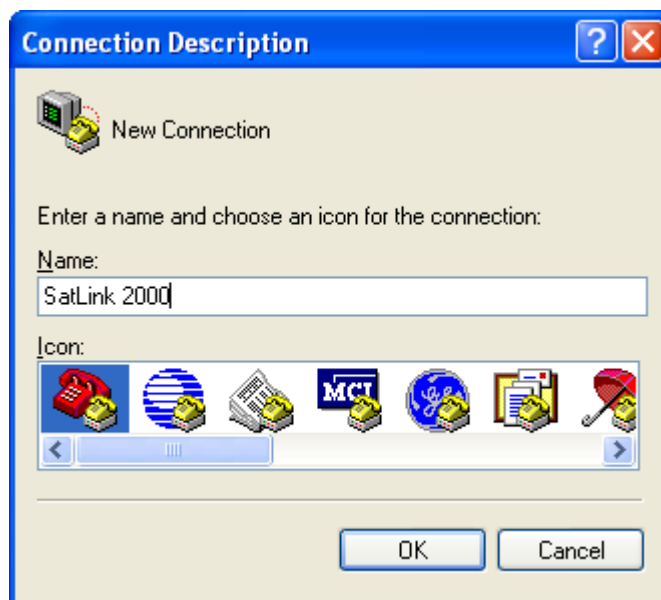 Connection Description
New Connection
Enter a name and choose an icon for the connection:
Name:
SatLink 2000
Icon:
MCI
OK Cancel